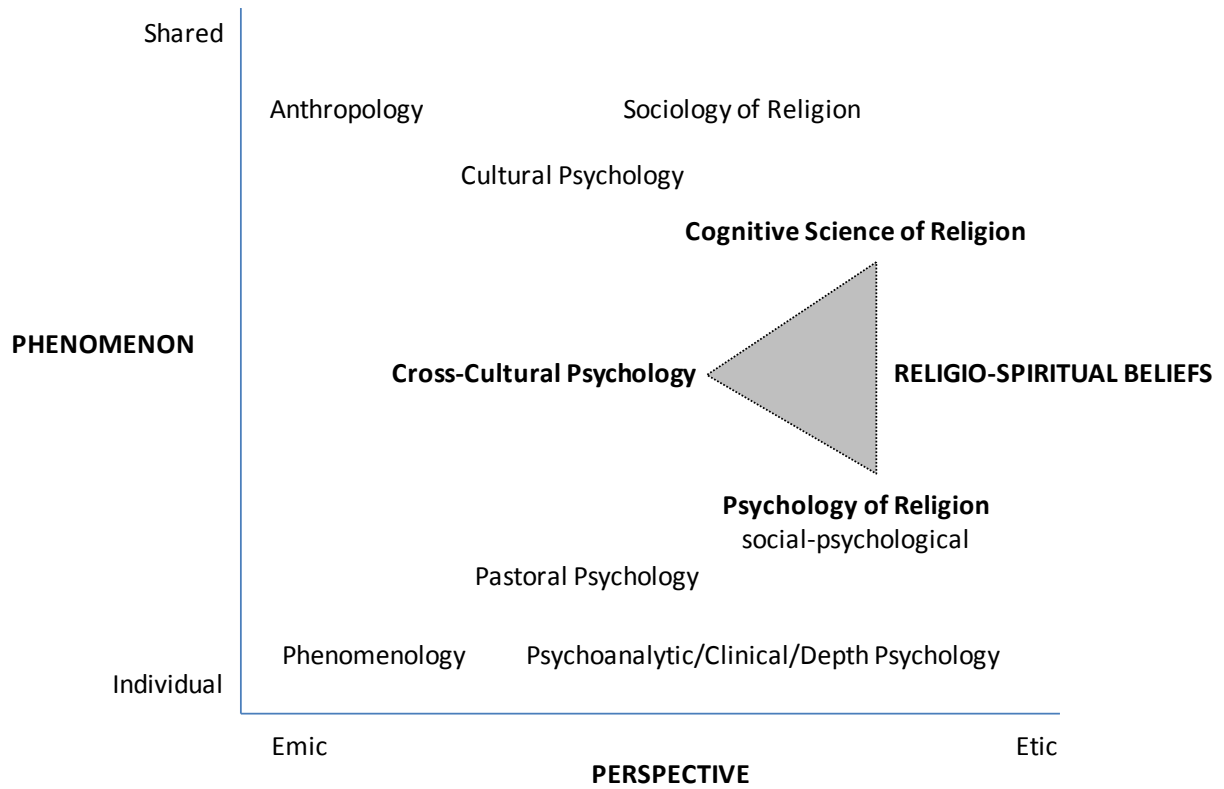 Shared
Anthropology
Sociology of Religion
Cultural Psychology
Cognitive Science of Religion
PHENOMENON
Cross-Cultural Psychology
RELIGIO-SPIRITUAL BELIEFS
Psychology of Religion
social-psychological
Pastoral Psychology
Phenomenology
Psychoanalytic/Clinical/Depth Psychology
Individual
Emic
Etic
PERSPECTIVE